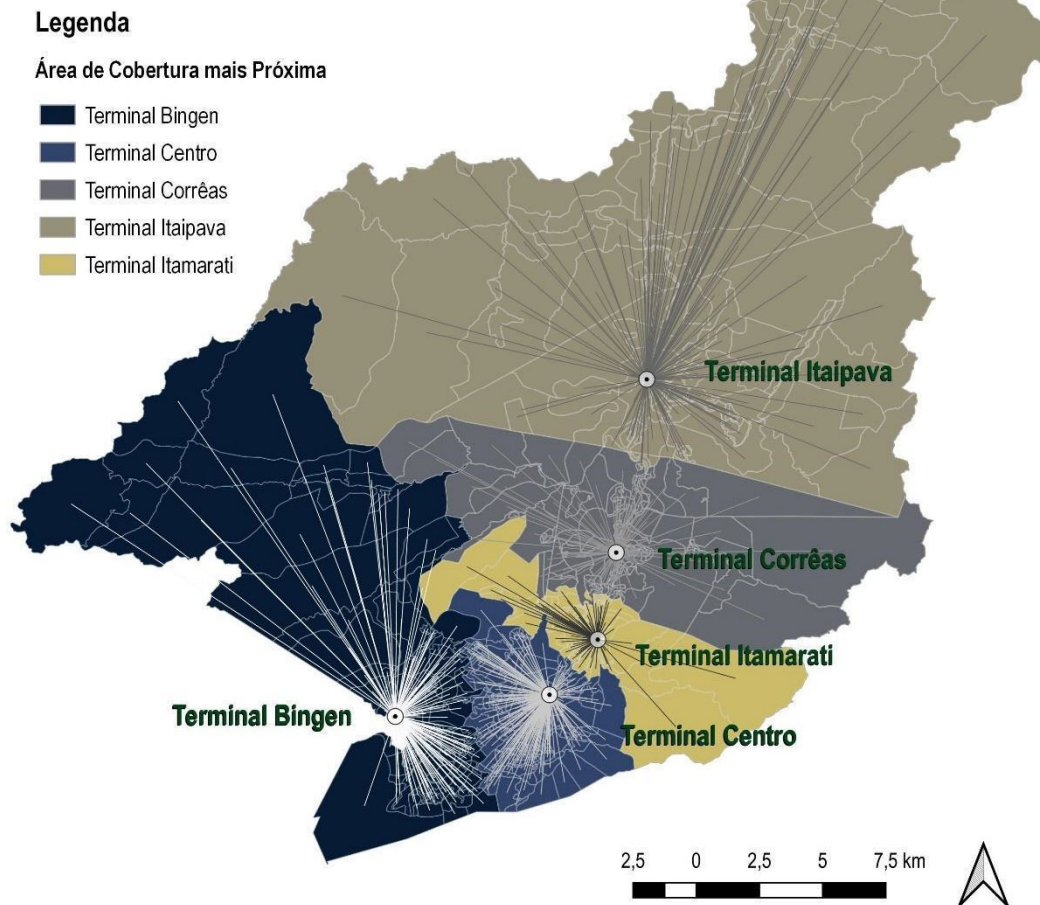 Legenda
Área de Cobertura mais Próxima
Terminal Bingen
Terminal Centro
Terminal Corrêas
Terminal Itaipava
Terminal Itamarati
Terminal Itaipava
Terminal Corrêas
Terminal Itamarati
Terminal Bingen
Terminal Centro
2,5 0 2,5 5 7,5 km